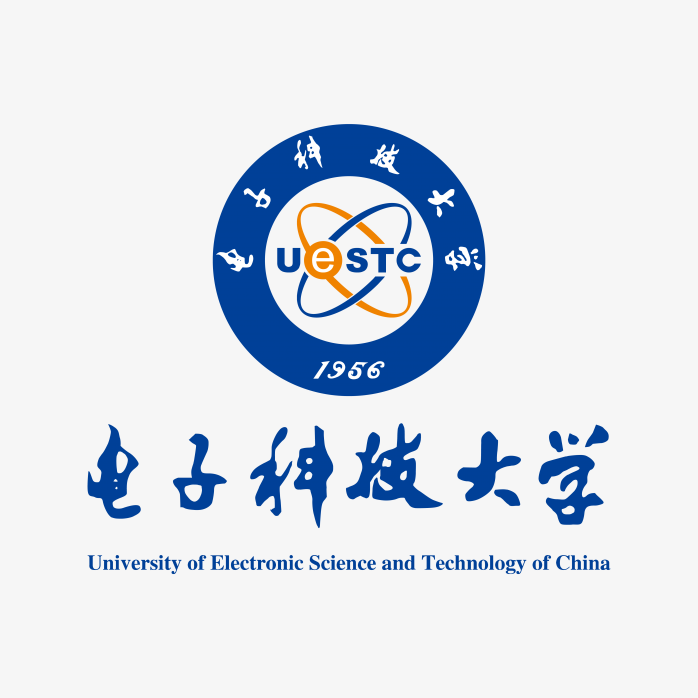 电子科技大学
UeSTC
1956
电子科技大学
University of Electronic Science and Technology of China